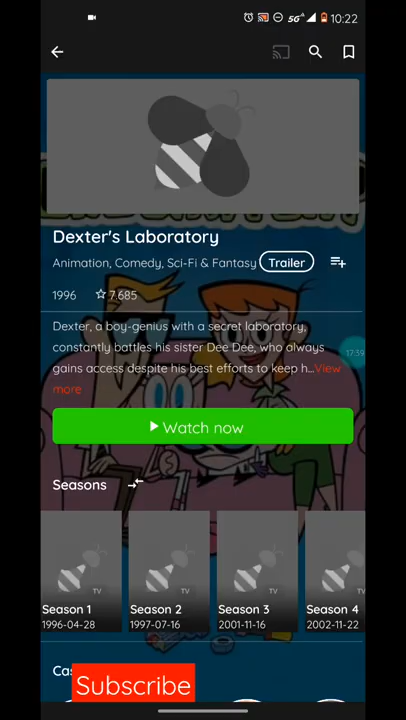 5G 10:22
Dexter's Laboratory
Animation, Comedy, Sci-Fi & Fantasy Trailer
1996 7,685
Dexter, a boy-genius with a secret laboratory,
constantly battles his sister Dee Dee, who always
17:39
gains access despite his best efforts to keep h...View
more
Watch now
Seasons
TV TV TV
Season 1 Season 2 Season 3 Season 4
1996-04-28 1997-07-16 2001-11-16 2002-11-22
Subscribe